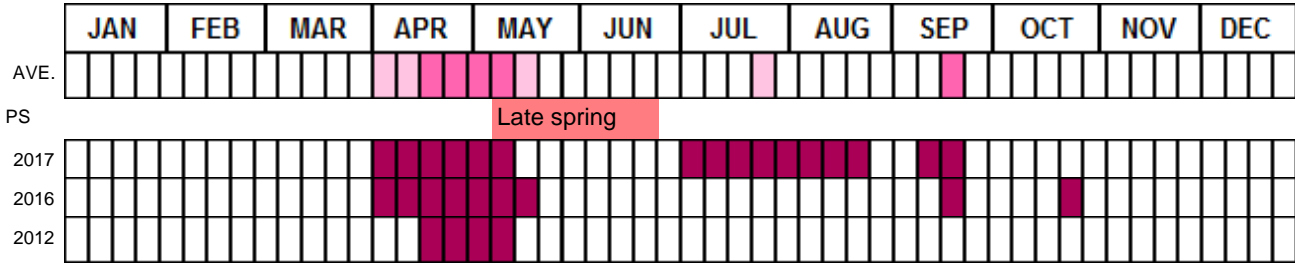 JAN FEB MAR APR MAY JUN JUL AUG SEP OCT NOV DEC
AVE.
PS Late spring
2017
2016
2012